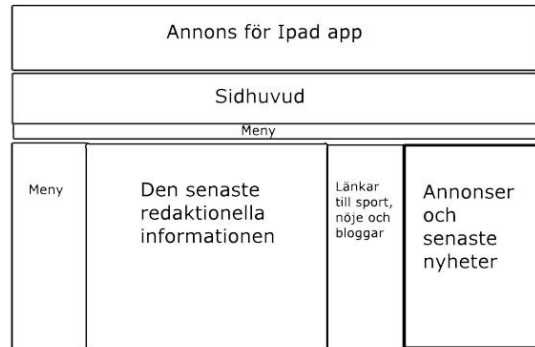 Annons för Ipad app
Sidhuvud
Meny
Meny
Den senaste
redaktionella
informationen
Länkar
till sport,
nöje och
bloggar
Annonser
och
senaste
nyheter